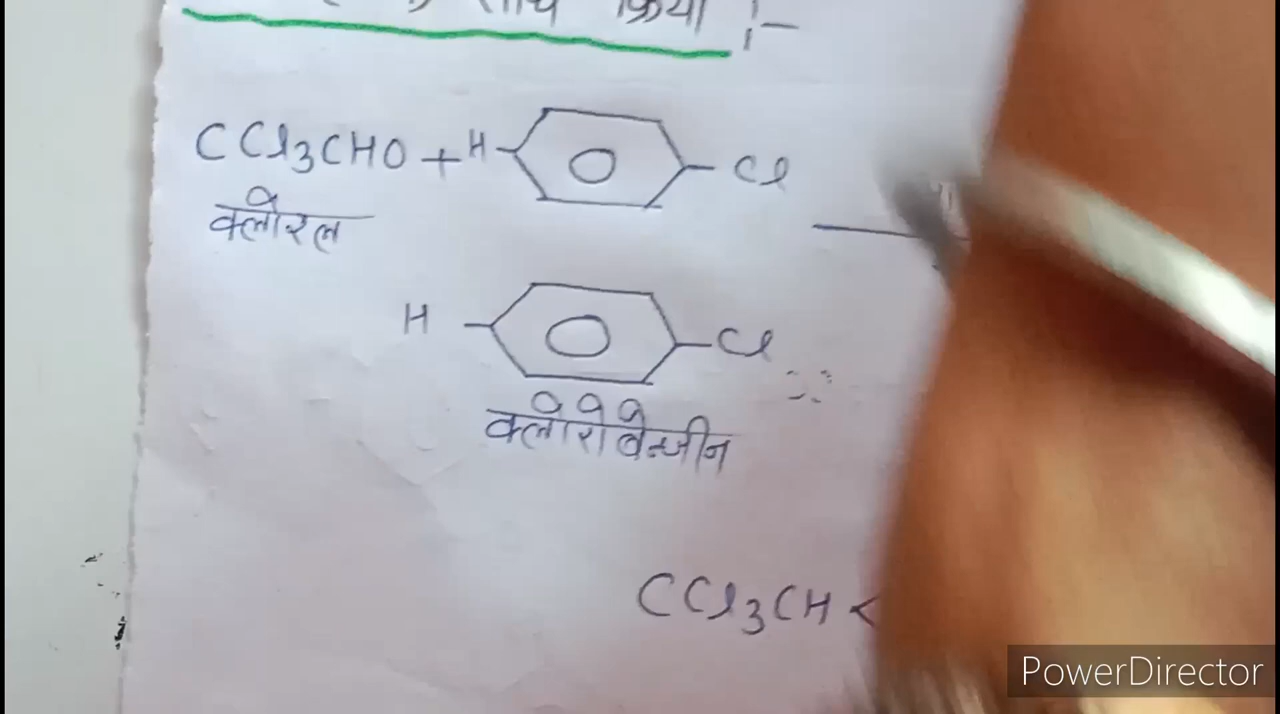 साथ क्रिया :-
CCl3CHO + H- -Cl
क्लोरल
H - -Cl
क्लोरोबेन्जीन
CCl3CH <
PowerDirector